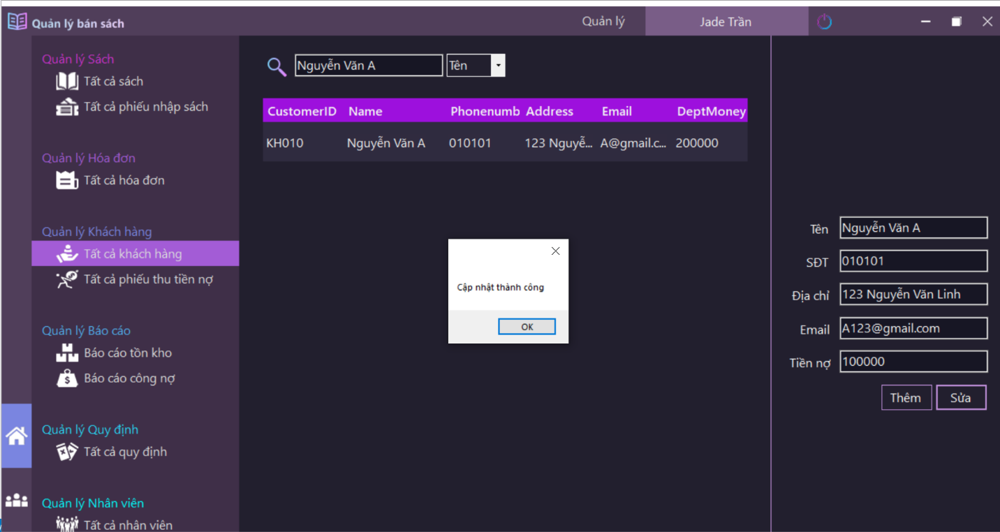 Quản lý bán sách
Quản lý
Jade Trần
Quản lý Sách
Tất cả sách
Tất cả phiếu nhập sách
Quản lý Hóa đơn
Tất cả hóa đơn
Quản lý Khách hàng
Tất cả khách hàng
Tất cả phiếu thu tiền nợ
Quản lý Báo cáo
Báo cáo tồn kho
Báo cáo công nợ
Quản lý Quy định
Tất cả quy định
Quản lý Nhân viên
Tất cả nhân viên
Nguyễn Văn A
Tên
CustomerID Name Phonenumb Address Email DeptMoney
KH010 Nguyễn Văn A 010101 123 Nguyễ... A@gmail.c... 200000
Cập nhật thành công
OK
Tên Nguyễn Văn A
SĐT 010101
Địa chỉ 123 Nguyễn Văn Linh
Email A123@gmail.com
Tiền nợ 100000
Thêm Sửa